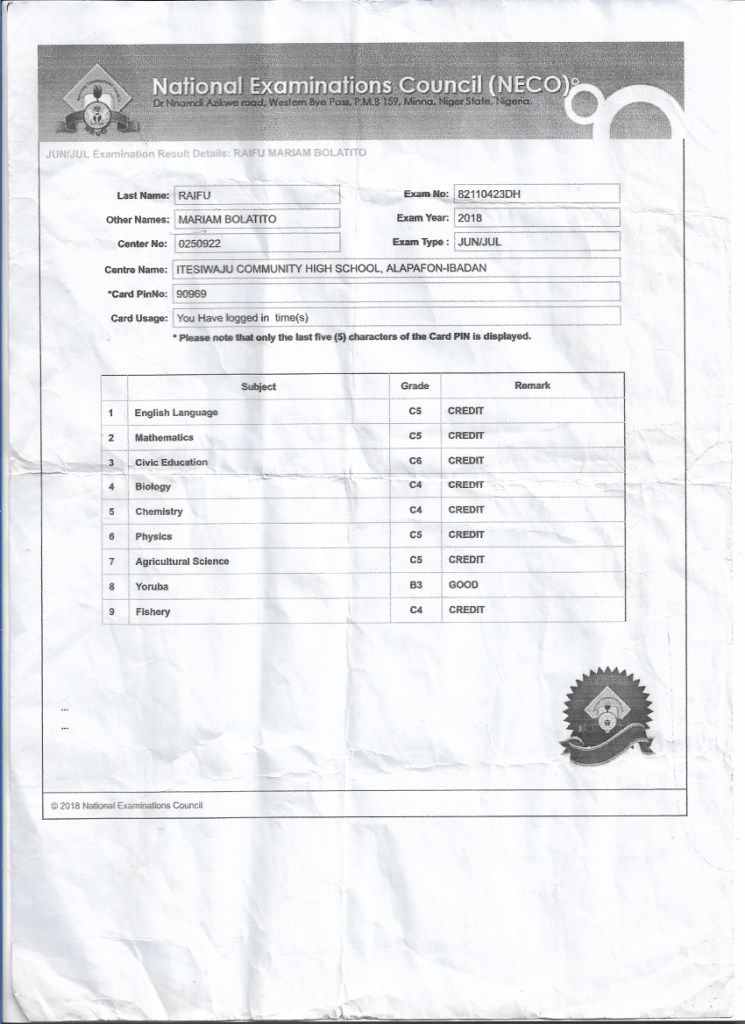 National Examinations Council (NECO)
Dr Nnamdi Azikwe road, Western Bye Pass, P.M.B 159, Minna, Niger State, Nigeria.
JUN/JUL Examination Result Details: RAIFU MARIAM BOLATITO
Last Name: RAIFU Exam No: 82110423DH
Other Names: MARIAM BOLATITO Exam Year: 2018
Center No: 0250922 Exam Type : JUN/JUL
Centre Name: ITESIWAJU COMMUNITY HIGH SCHOOL, ALAPAFON-IBADAN
*Card PinNo: 90969
Card Usage: You Have logged in time(s)
* Please note that only the last five (5) characters of the Card PIN is displayed.
Subject Grade Remark
1 English Language C5 CREDIT
2 Mathematics C5 CREDIT
3 Civic Education C6 CREDIT
4 Biology C4 CREDIT
5 Chemistry C4 CREDIT
6 Physics C5 CREDIT
7 Agricultural Science C5 CREDIT
8 Yoruba B3 GOOD
9 Fishery C4 CREDIT
...
...
© 2018 National Examinations Council